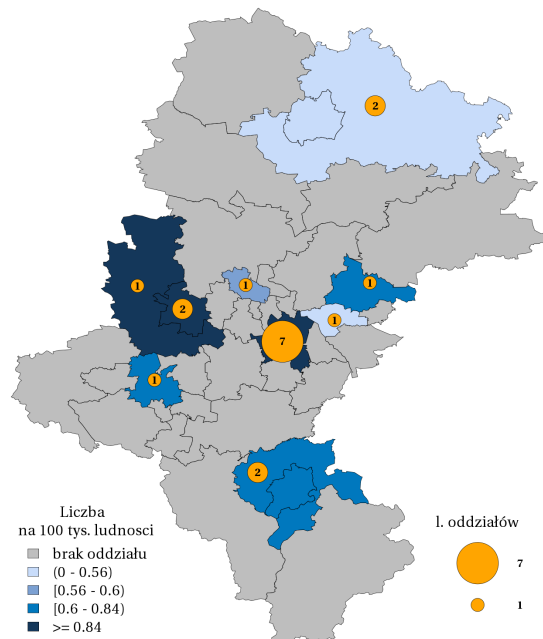 2
1
2
1
1
1
7
1
2
Liczba
na 100 tys. ludnosci
brak oddziału
(0 - 0.56)
[0.56 - 0.6)
[0.6 - 0.84)
>= 0.84
l. oddziałów
7
1